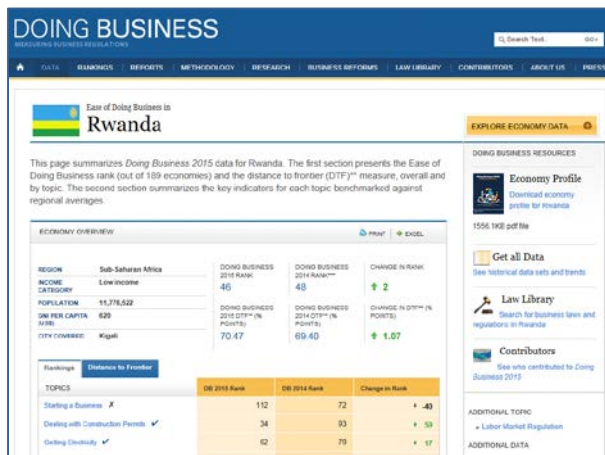 DOING BUSINESS
MEASURING BUSINESS REGULATIONS
Search Text.. GO»
DATA RANKINGS REPORTS METHODOLOGY RESEARCH BUSINESS REFORMS LAW LIBRARY CONTRIBUTORS ABOUT US PRESS
Ease of Doing Business in
Rwanda
This page summarizes Doing Business 2015 data for Rwanda. The first section presents the Ease of
Doing Business rank (out of 189 economies) and the distance to frontier (DTF)** measure, overall and
by topic. The second section summarizes the key indicators for each topic benchmarked against
regional averages.
ECONOMY OVERVIEW PRINT EXCEL
REGION Sub-Saharan Africa
INCOME CATEGORY Low income
POPULATION 11,776,522
GNI PER CAPITA (US$) 620
CITY COVERED Kigali
DOING BUSINESS 2015 RANK
46
DOING BUSINESS 2014 RANK***
48
CHANGE IN RANK
↑ 2
DOING BUSINESS 2015 DTF** (% POINTS)
70.47
DOING BUSINESS 2014 DTF** (% POINTS)
69.40
CHANGE IN DTF** (% POINTS)
↑ 1.07
Rankings Distance to Frontier
TOPICS DB 2015 Rank DB 2014 Rank Change in Rank
Starting a Business ✗ 112 72 -40
Dealing with Construction Permits ✔ 34 93 59
Getting Electricity ✔ 62 79 17
EXPLORE ECONOMY DATA
DOING BUSINESS RESOURCES
Economy Profile
Download economy
profile for Rwanda
1556.1KB pdf file
Get all Data
See historical data sets and trends
Law Library
Search for business laws and
regulations in Rwanda
Contributors
See who contributed to Doing
Business 2015
ADDITIONAL TOPIC
Labor Market Regulation
ADDITIONAL DATA